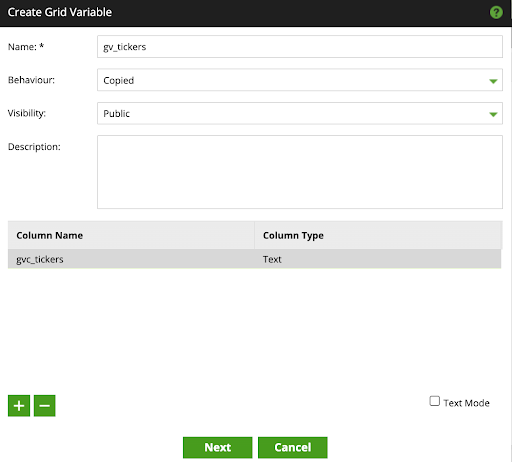 Create Grid Variable ?
Name: * gv_tickers
Behaviour: Copied
Visibility: Public
Description:
Column Name Column Type
gvc_tickers Text
+ − Text Mode
Next Cancel